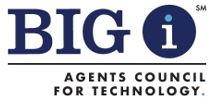 BIG i SM
AGENTS COUNCIL
FOR TECHNOLOGY.